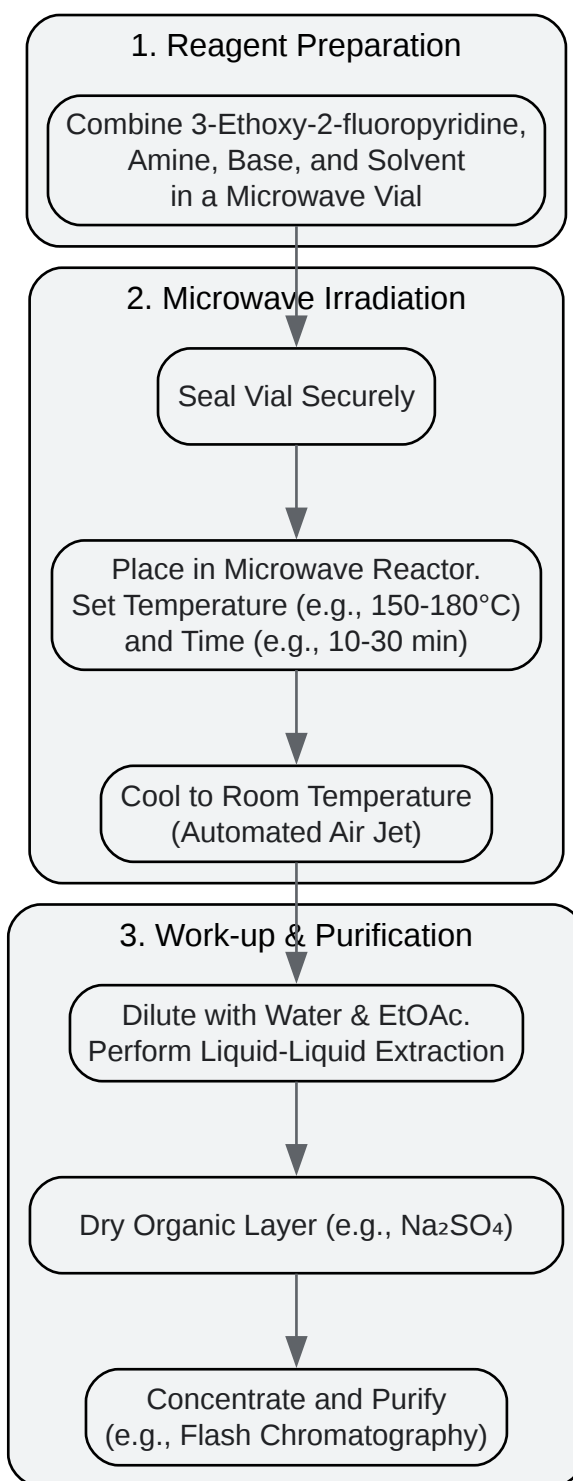 1. Reagent Preparation
Combine 3-Ethoxy-2-fluoropyridine,
Amine, Base, and Solvent
in a Microwave Vial
2. Microwave Irradiation
Seal Vial Securely
Place in Microwave Reactor.
Set Temperature (e.g., 150-180°C)
and Time (e.g., 10-30 min)
Cool to Room Temperature
(Automated Air Jet)
3. Work-up & Purification
Dilute with Water & EtOAc.
Perform Liquid-Liquid Extraction
Dry Organic Layer (e.g., Na₂SO₄)
Concentrate and Purify
(e.g., Flash Chromatography)